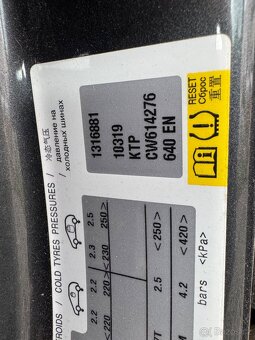 冷态气压
давление на
холодных шинах
COLD TYRES PRESSURES /
1316881
10319
KTP
CW614276
640 EN
RESET
Сброс
重置
2.5 <250>
2.3 <230
2.2 220>
2.2 <220
2.5 <250>
4.2 <420>
bars <kPa>